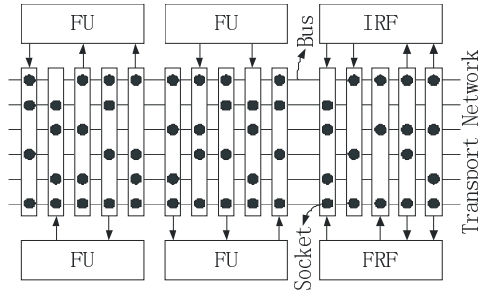 FU
FU
IRF
Bus
Transport Network
Socket
FU
FU
FRF